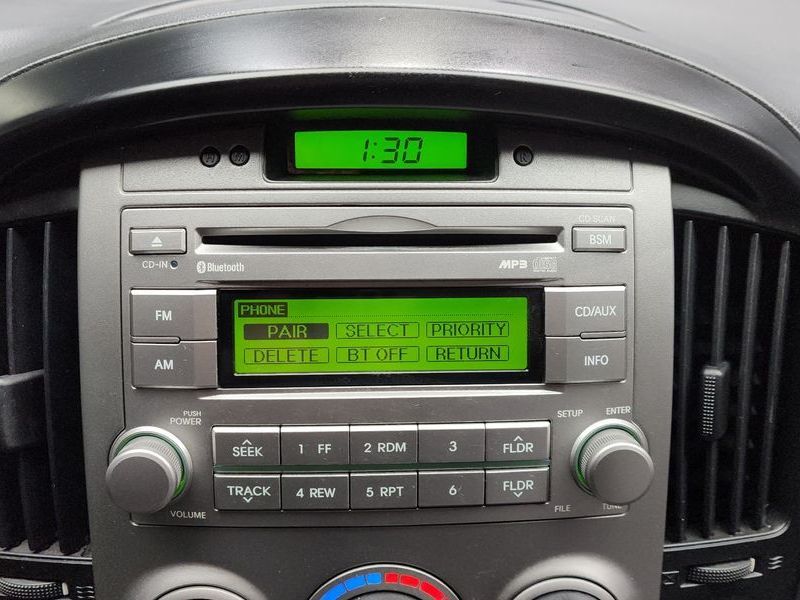 H M R
1:30
CD SCAN
BSM
CD-IN
Bluetooth
MP3
FM
AM
PHONE
PAIR SELECT PRIORITY
DELETE BT OFF RETURN
CD/AUX
INFO
PUSH
POWER
VOLUME
SEEK 1 FF 2 RDM 3 FLDR
TRACK 4 REW 5 RPT 6 FLDR
SETUP ENTER
FILE TUNE